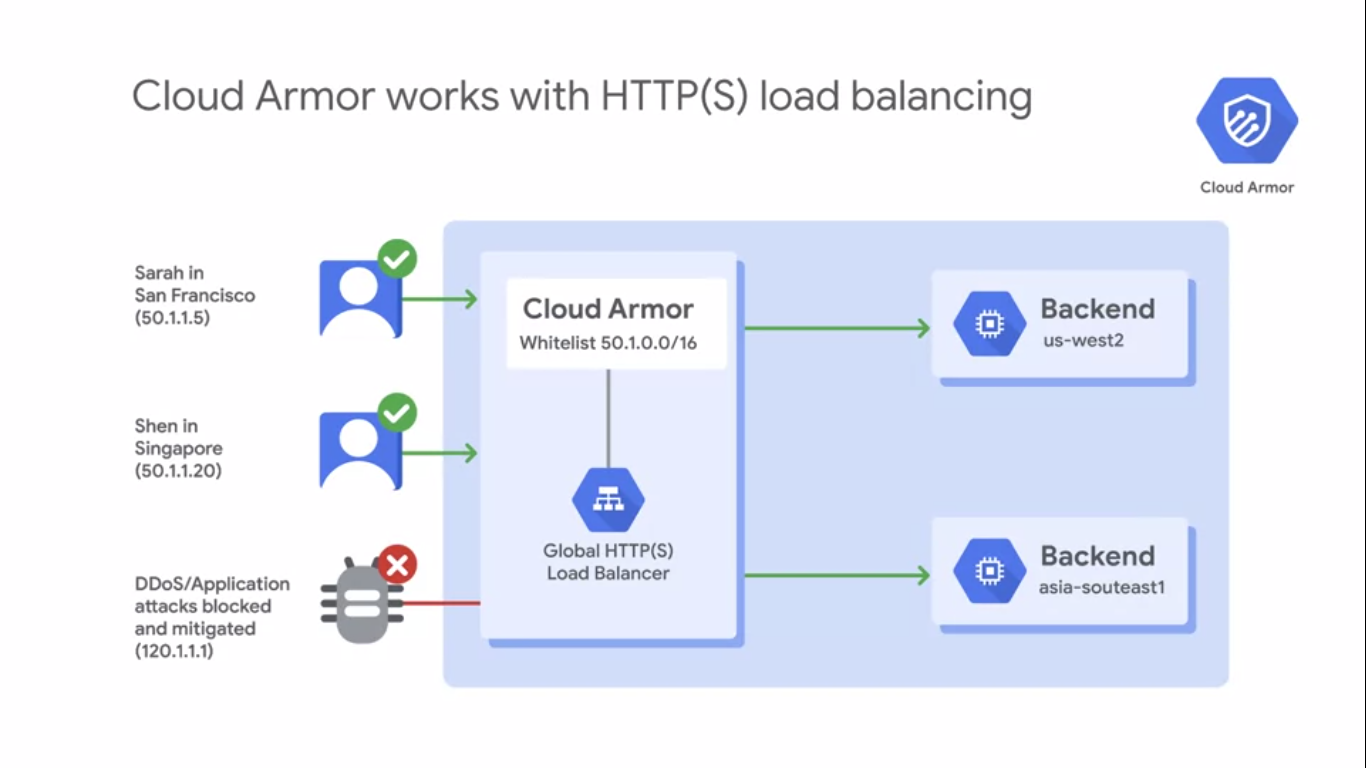 Cloud Armor works with HTTP(S) load balancing
Cloud Armor
Sarah in
San Francisco
(50.1.1.5)
Shen in
Singapore
(50.1.1.20)
DDoS/Application
attacks blocked
and mitigated
(120.1.1.1)
Cloud Armor
Whitelist 50.1.0.0/16
Global HTTP(S)
Load Balancer
Backend
us-west2
Backend
asia-souteast1